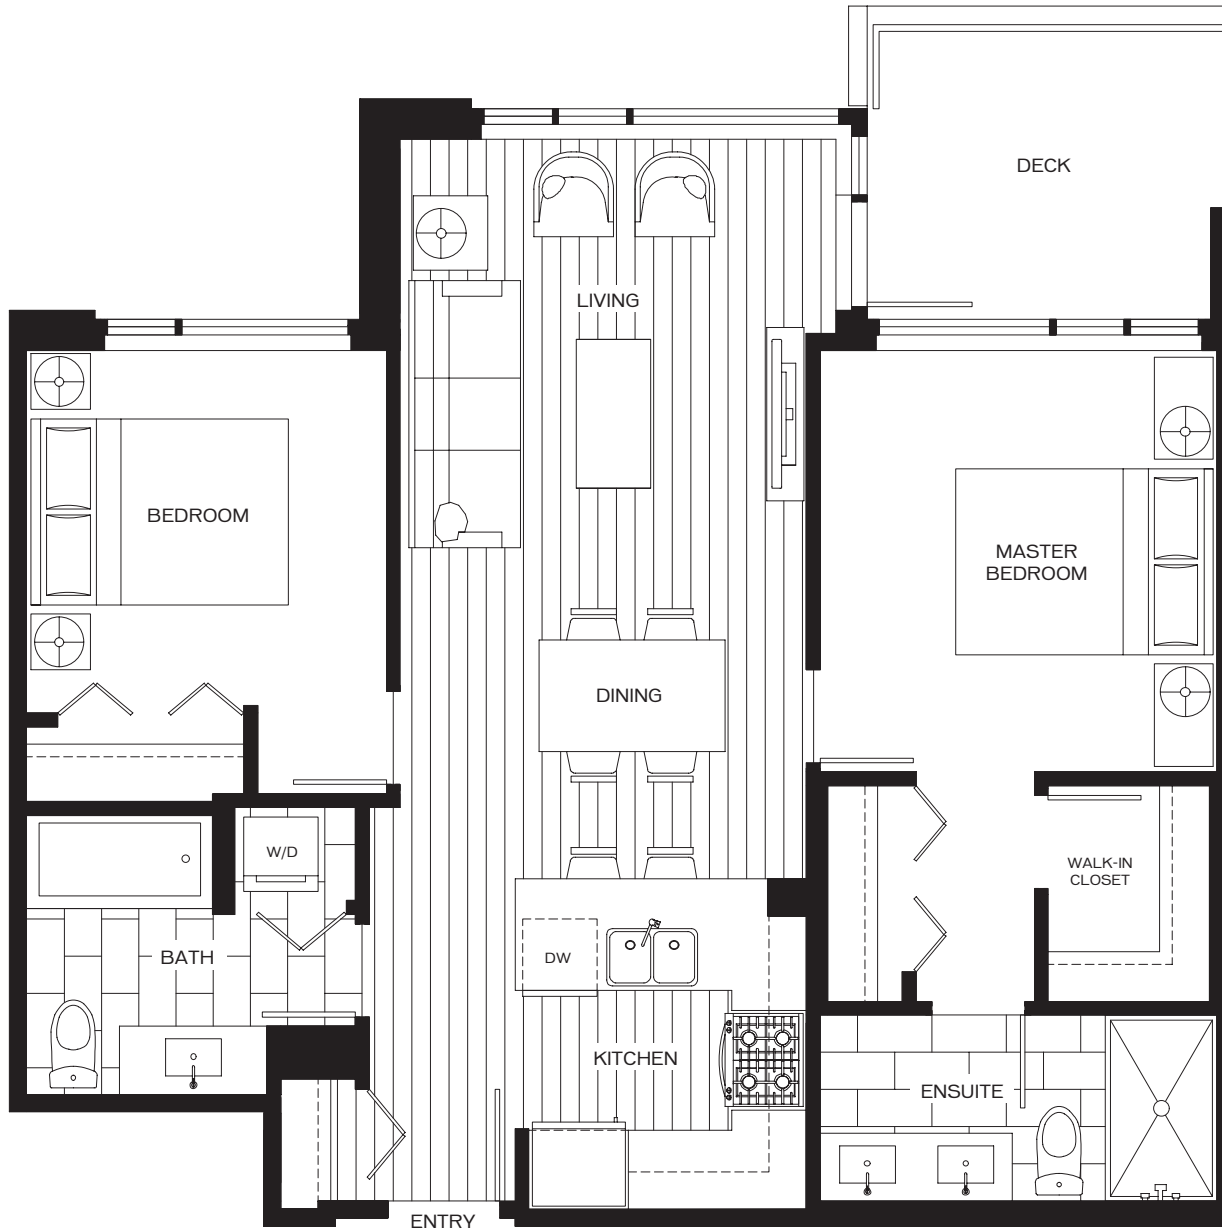 DECK
LIVING
BEDROOM
MASTER
BEDROOM
DINING
W/D
WALK-IN
CLOSET
BATH
DW
KITCHEN
ENSUITE
ENTRY